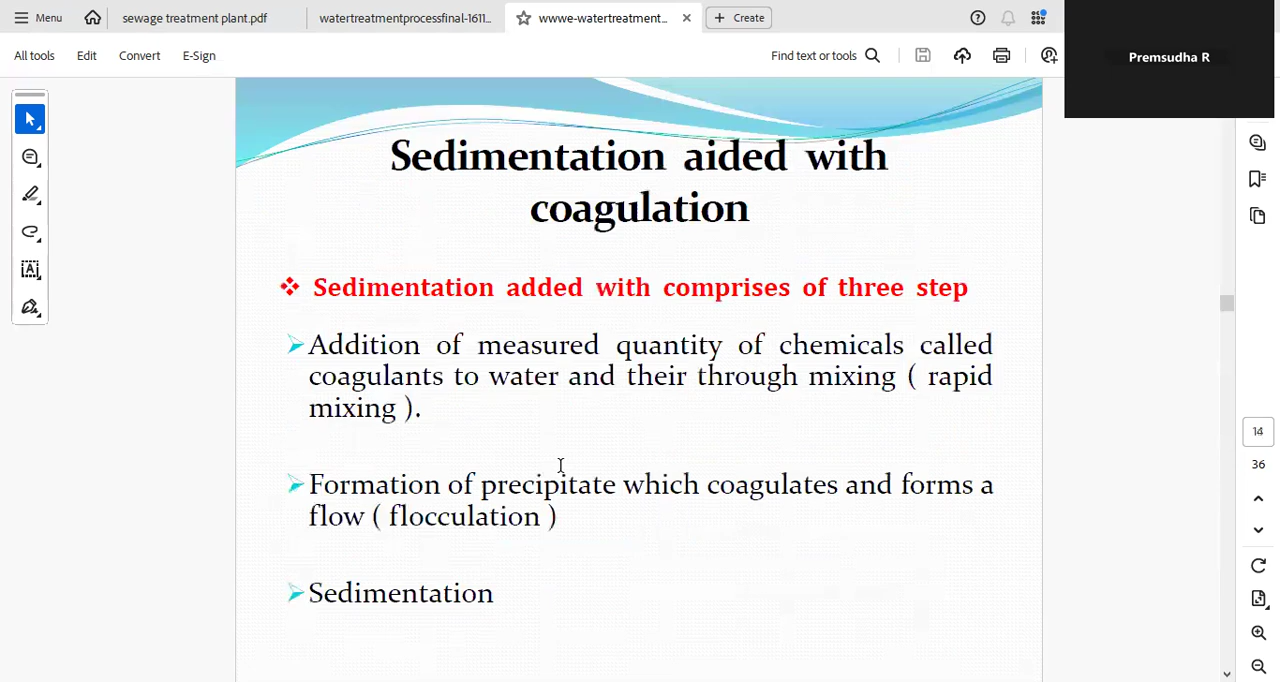 Menu
sewage treatment plant.pdf
watertreatmentprocessfinal-1611...
wwwe-watertreatment...
Create
All tools
Edit
Convert
E-Sign
Find text or tools
Premsudha R
Sedimentation aided with
coagulation
Sedimentation added with comprises of three step
Addition of measured quantity of chemicals called
coagulants to water and their through mixing ( rapid
mixing ).
Formation of precipitate which coagulates and forms a
flow ( flocculation )
Sedimentation
14
36